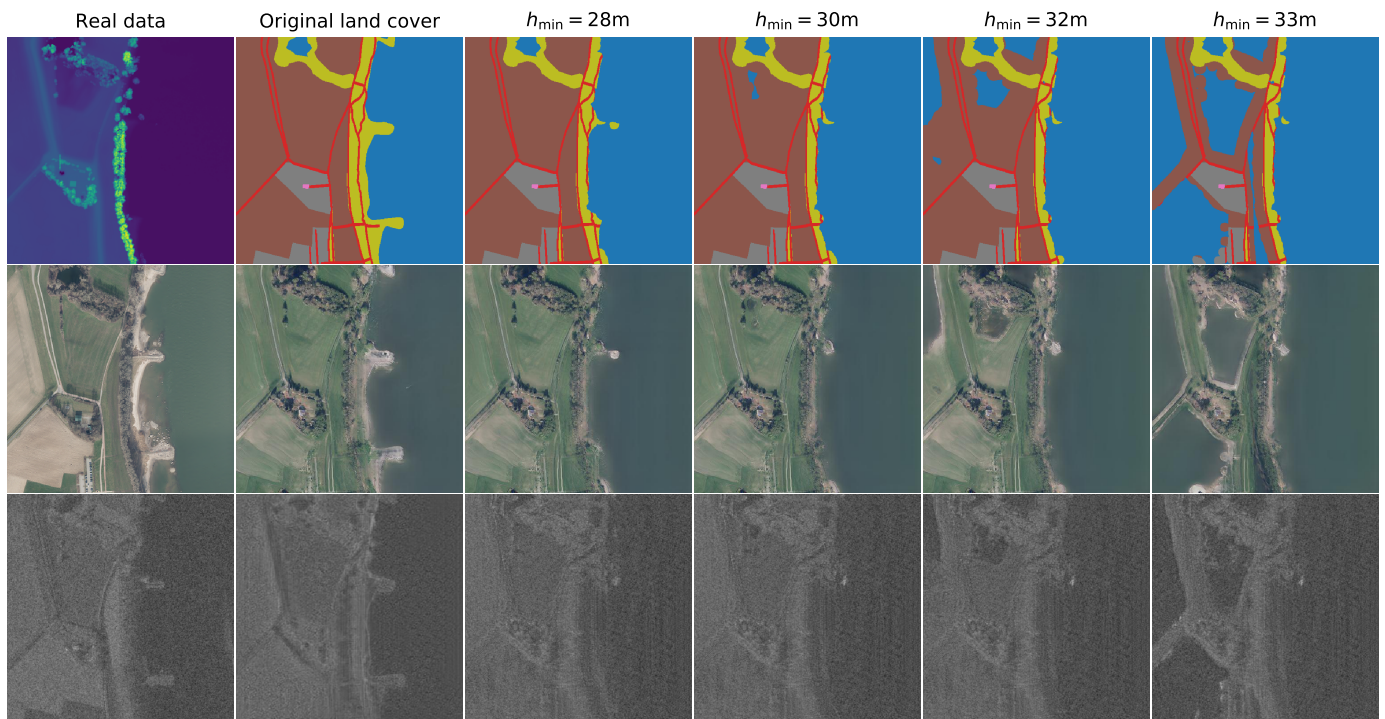 Real data
Original land cover
h_min = 28m
h_min = 30m
h_min = 32m
h_min = 33m